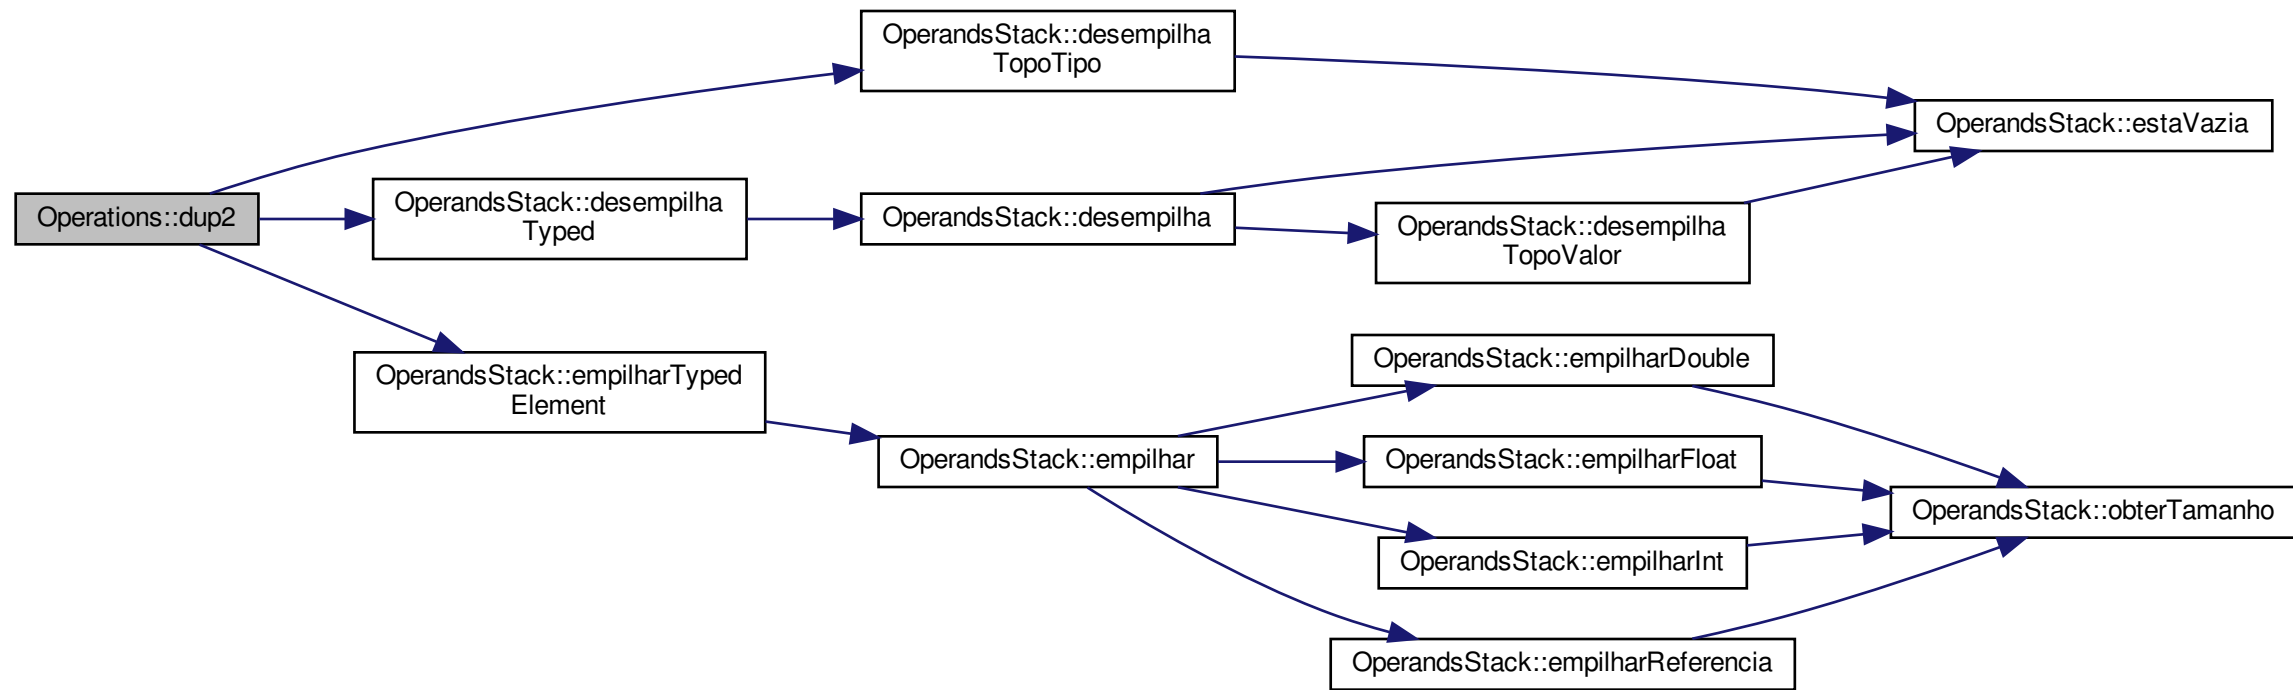 OperandsStack::desempilha
TopoTipo
OperandsStack::estaVazia
Operations::dup2
OperandsStack::desempilha
Typed
OperandsStack::desempilha
OperandsStack::desempilha
TopoValor
OperandsStack::empilharTyped
Element
OperandsStack::empilhar
OperandsStack::empilharDouble
OperandsStack::empilharFloat
OperandsStack::empilharInt
OperandsStack::empilharReferencia
OperandsStack::obterTamanho